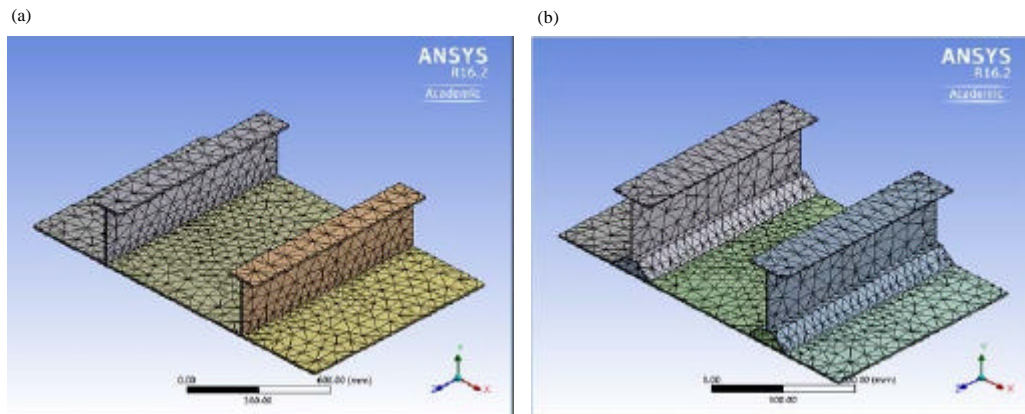 (a)
(b)
ANSYS
R16.2
Academic
0.00
600.00 (mm)
300.00
Y
Z
X
ANSYS
R16.2
Academic
0.00
(mm)
300.00
Y
Z
X